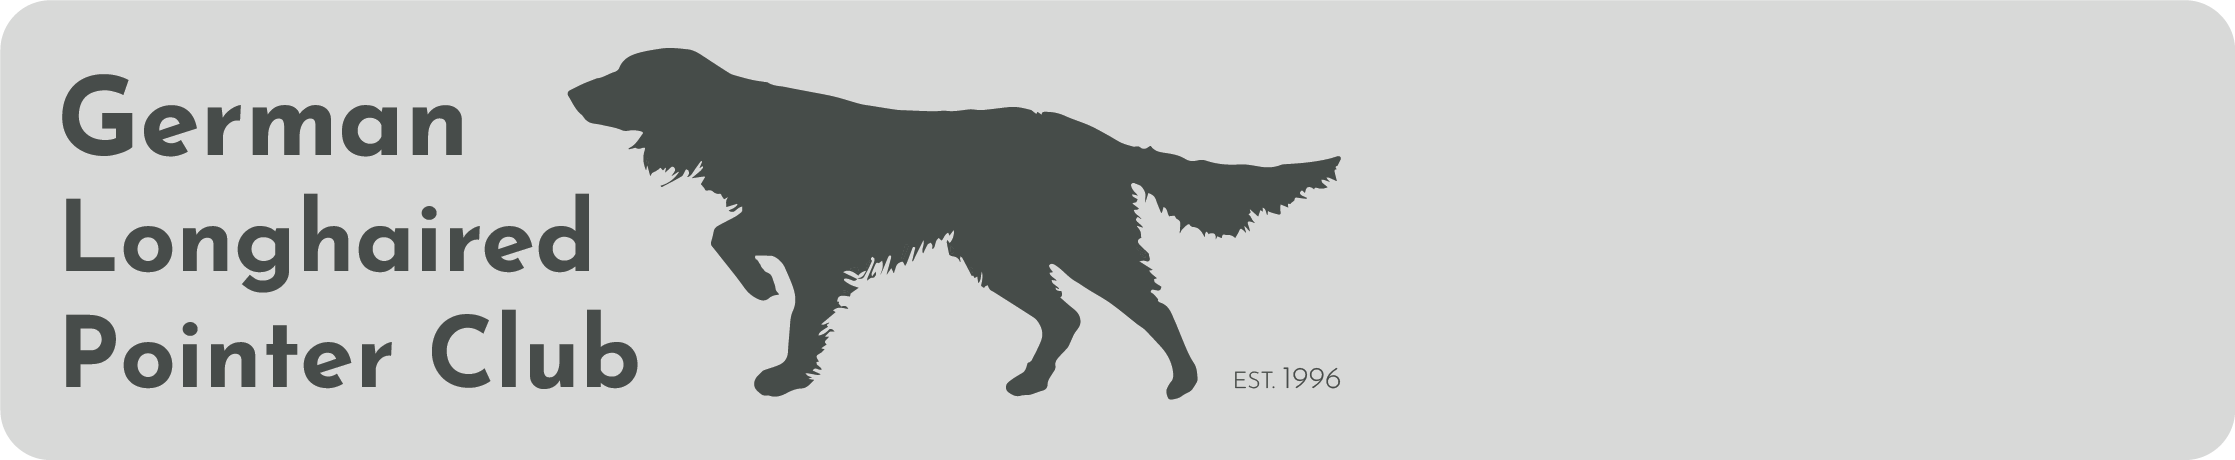 German
Longhaired
Pointer Club
EST. 1996